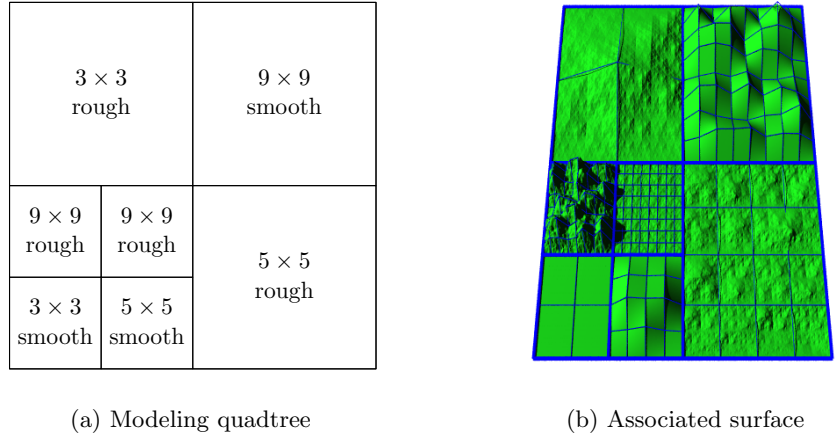 3 × 3
rough
9 × 9
smooth
9 × 9
rough
9 × 9
rough
5 × 5
rough
3 × 3
smooth
5 × 5
smooth
(a) Modeling quadtree
(b) Associated surface